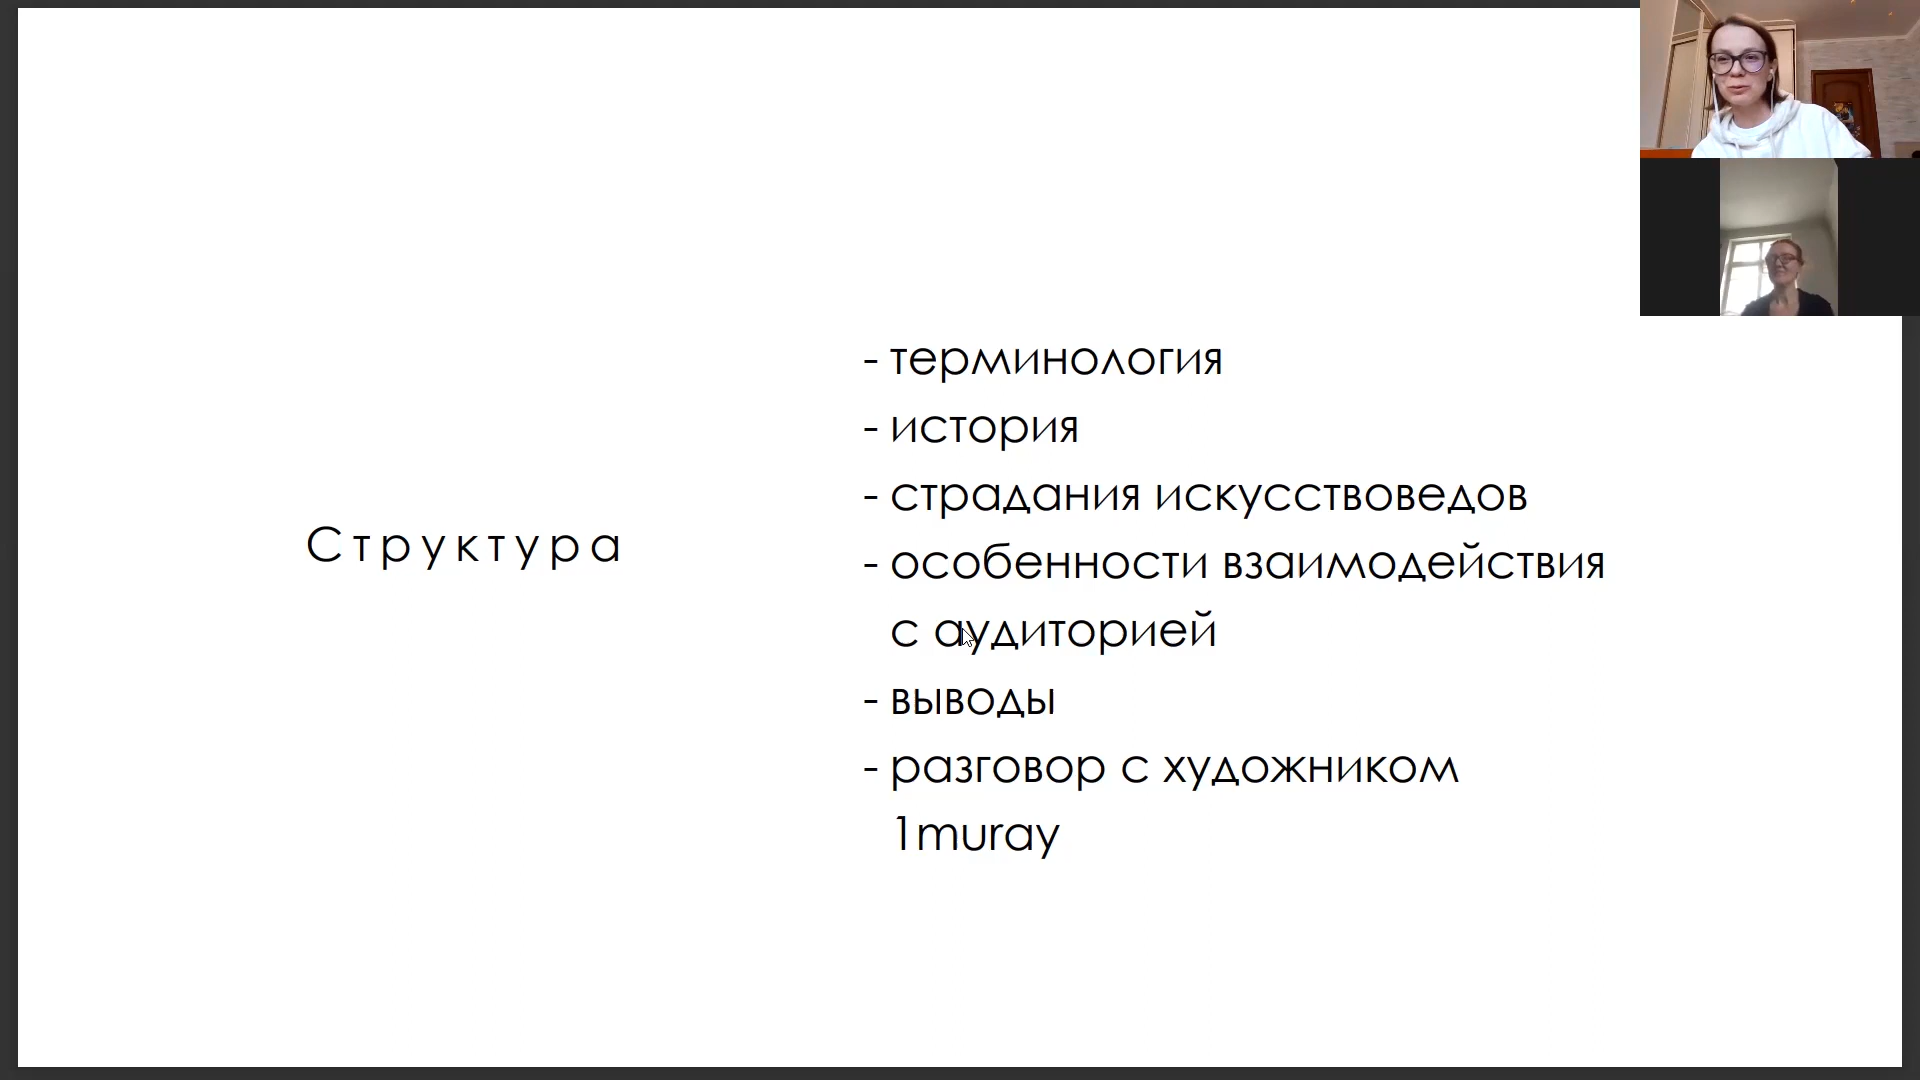 Структура
- терминология
- история
- страдания искусствоведов
- особенности взаимодействия
с аудиторией
- выводы
- разговор с художником
1muray